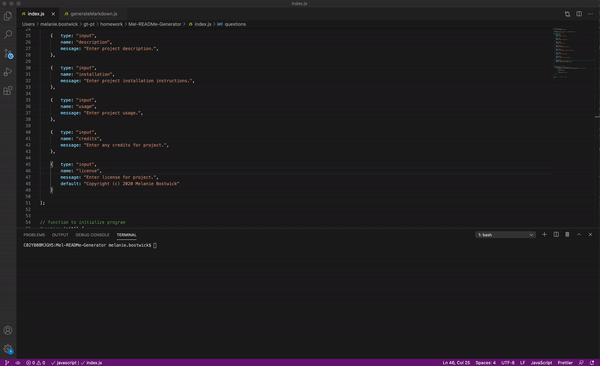 index.js
index.js
generateMarkdown.js
Users > melanie.bostwick > gt-pt > homework > Mel-READMe-Generator > index.js > questions
25 { type: "input",
26 name: "description",
27 message: "Enter project description.",
28 },
29
30 { type: "input",
31 name: "installation",
32 message: "Enter project installation instructions.",
33 },
34
35 { type: "input",
36 name: "usage",
37 message: "Enter project usage.",
38 },
39
40 { type: "input",
41 name: "credits",
42 message: "Enter any credits for project.",
43 },
44
45 { type: "input",
46 name: "license",
47 message: "Enter license for project.",
48 default: "Copyright (c) 2020 Melanie Bostwick"
49 }
50
51 ];
52
53
54 // function to initialize program
PROBLEMS OUTPUT DEBUG CONSOLE TERMINAL
1: bash
Mel-READMe-Generator melanie.bostwick$
0 0 javascript | index.js
Ln 46, Col 25 Spaces: 4 UTF-8 LF JavaScript Prettier